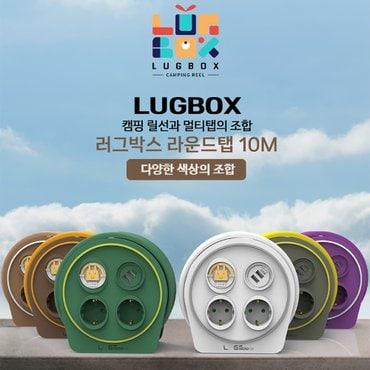 LUG
BOX
LUGBOX
CAMPING REEL
LUGBOX
캠핑 릴선과 멀티탭의 조합
러그박스 라운드탭 10M
다양한 색상의 조합